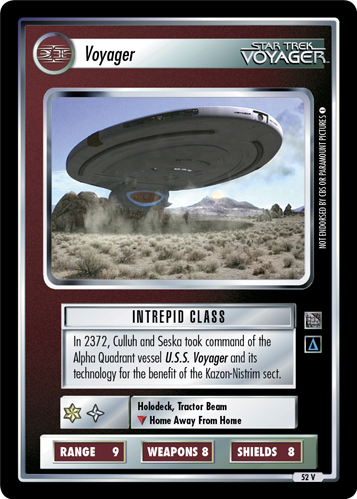 Voyager
STAR TREK
VOYAGER
NOT ENDORSED BY CBS OR PARAMOUNT PICTURES
INTREPID CLASS
In 2372, Culluh and Seska took command of the
Alpha Quadrant vessel U.S.S. Voyager and its
technology for the benefit of the Kazon-Nistrim sect.
Holodeck, Tractor Beam
Home Away From Home
RANGE 9
WEAPONS 8
SHIELDS 8
52 V